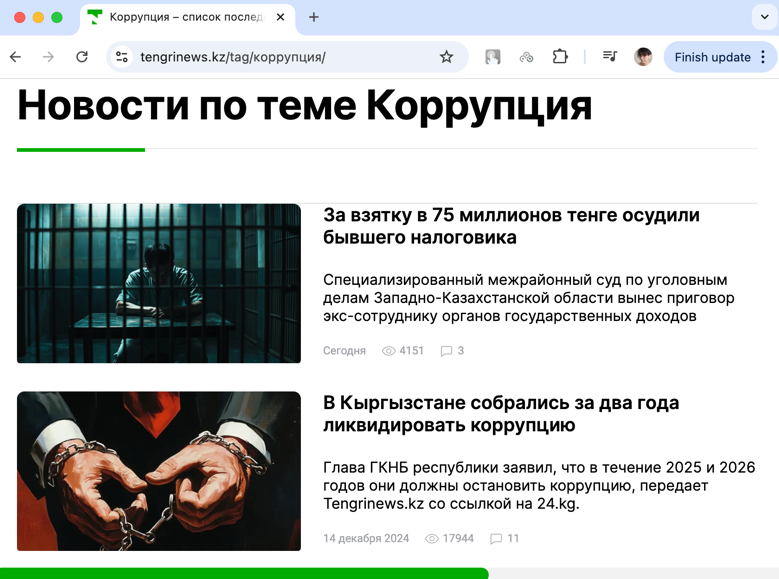 Коррупция – список послед
tengrinews.kz/tag/коррупция/
Finish update
Новости по теме Коррупция
За взятку в 75 миллионов тенге осудили
бывшего налоговика
Специализированный межрайонный суд по уголовным
делам Западно-Казахстанской области вынес приговор
экс-сотруднику органов государственных доходов
Сегодня 4151 3
В Кыргызстане собрались за два года
ликвидировать коррупцию
Глава ГКНБ республики заявил, что в течение 2025 и 2026
годов они должны остановить коррупцию, передает
Tengrinews.kz со ссылкой на 24.kg.
14 декабря 2024 17944 11